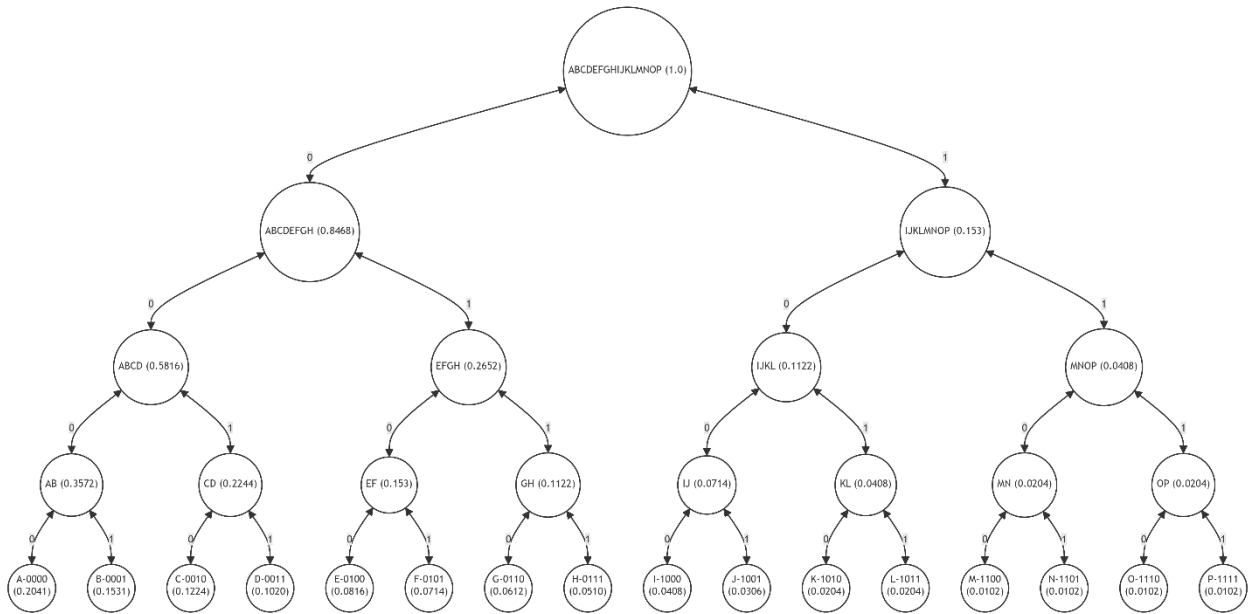 ABCDEFGHIJKLMNOP (1.0)
0
1
ABCDEFGH (0.8468)
IJKLMNOP (0.153)
0
1
0
1
ABCD (0.5816)
EFGH (0.2652)
IJKL (0.1122)
MNOP (0.0408)
0
1
0
1
0
1
0
1
AB (0.3572)
CD (0.2244)
EF (0.153)
GH (0.1122)
IJ (0.0714)
KL (0.0408)
MN (0.0204)
OP (0.0204)
0
1
0
1
0
1
0
1
0
1
0
1
0
1
0
1
A-0000
(0.2041)
B-0001
(0.1531)
C-0010
(0.1224)
D-0011
(0.1020)
E-0100
(0.0816)
F-0101
(0.0714)
G-0110
(0.0612)
H-0111
(0.0510)
I-1000
(0.0408)
J-1001
(0.0306)
K-1010
(0.0204)
L-1011
(0.0204)
M-1100
(0.0102)
N-1101
(0.0102)
O-1110
(0.0102)
P-1111
(0.0102)